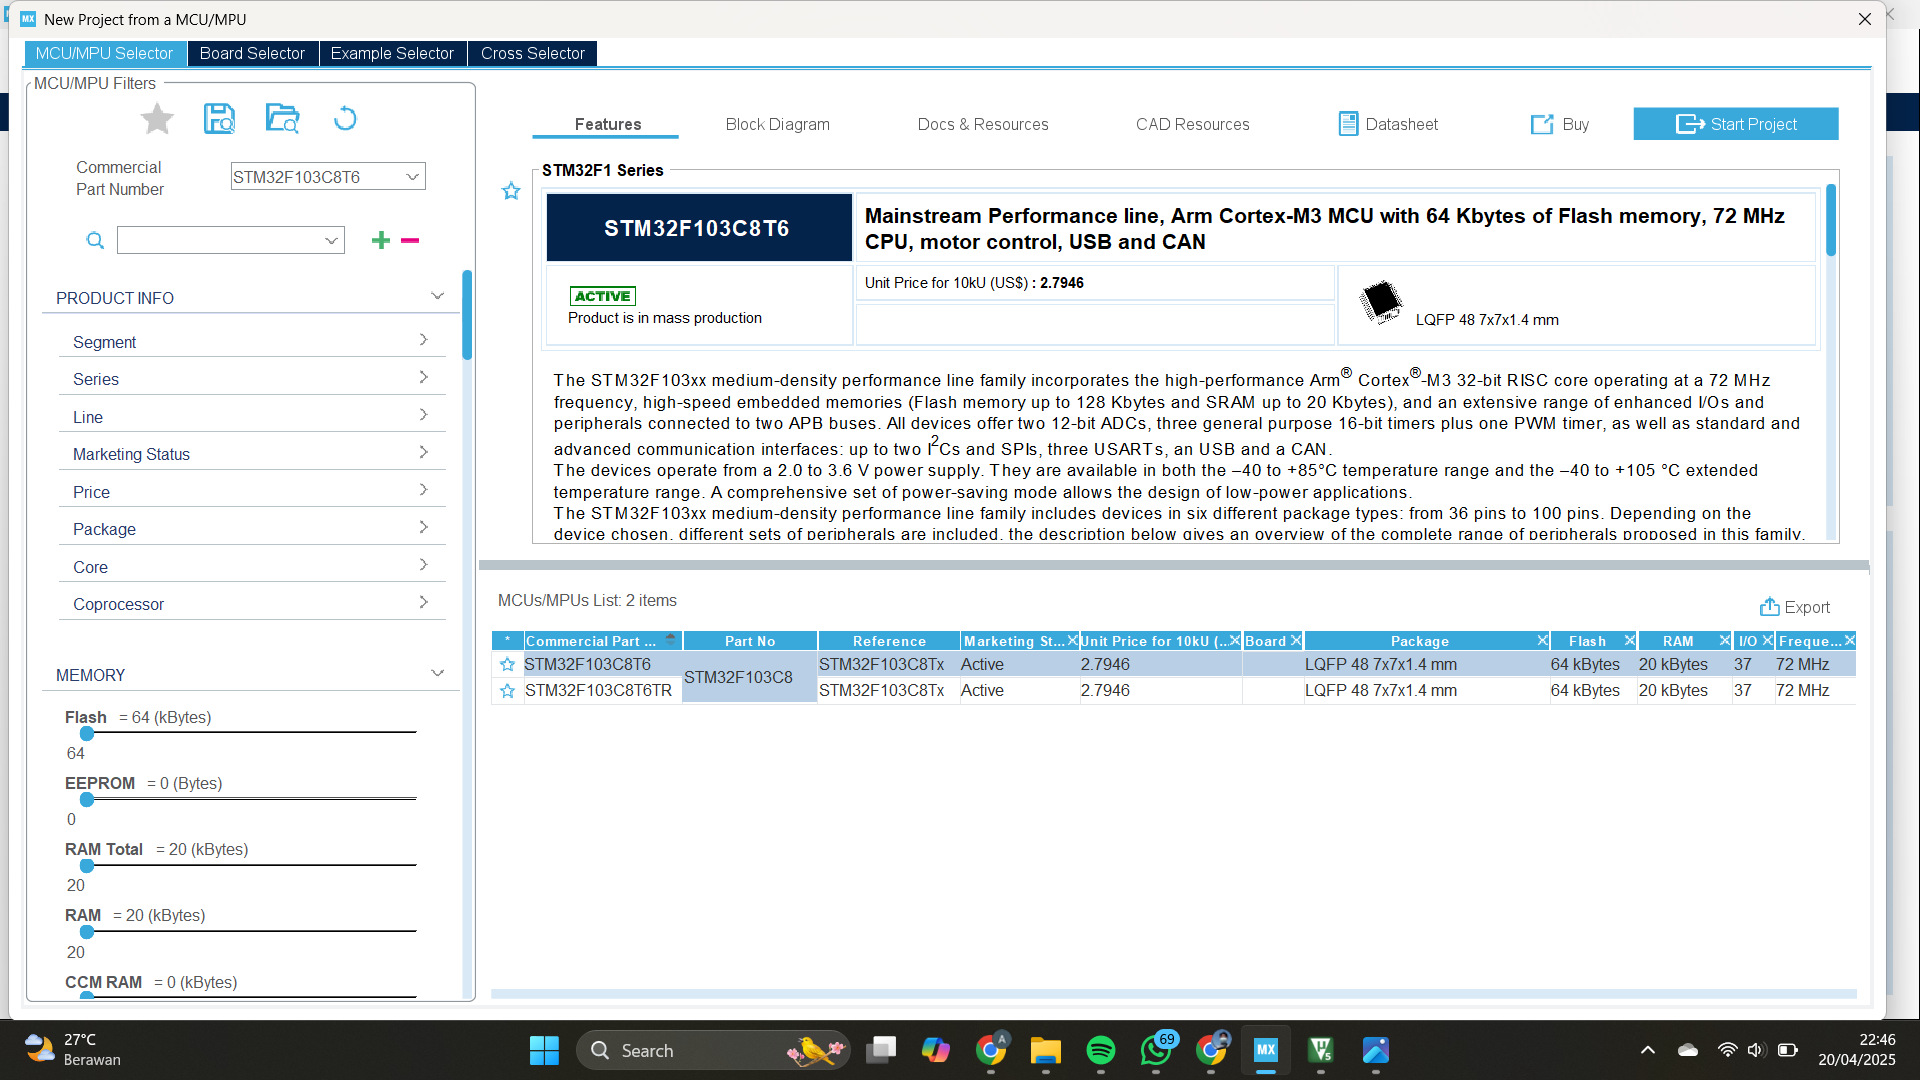 MX New Project from a MCU/MPU
MCU/MPU Selector Board Selector Example Selector Cross Selector
MCU/MPU Filters
Commercial
Part Number
STM32F103C8T6
PRODUCT INFO
Segment
Series
Line
Marketing Status
Price
Package
Core
Coprocessor
MEMORY
Flash = 64 (kBytes)
64
EEPROM = 0 (Bytes)
0
RAM Total = 20 (kBytes)
20
RAM = 20 (kBytes)
20
CCM RAM = 0 (kBytes)
Features Block Diagram Docs & Resources CAD Resources Datasheet Buy Start Project
STM32F1 Series
STM32F103C8T6
Mainstream Performance line, Arm Cortex-M3 MCU with 64 Kbytes of Flash memory, 72 MHz
CPU, motor control, USB and CAN
ACTIVE
Product is in mass production
Unit Price for 10kU (US$) : 2.7946
LQFP 48 7x7x1.4 mm
The STM32F103xx medium-density performance line family incorporates the high-performance Arm® Cortex®-M3 32-bit RISC core operating at a 72 MHz
frequency, high-speed embedded memories (Flash memory up to 128 Kbytes and SRAM up to 20 Kbytes), and an extensive range of enhanced I/Os and
peripherals connected to two APB buses. All devices offer two 12-bit ADCs, three general purpose 16-bit timers plus one PWM timer, as well as standard and
advanced communication interfaces: up to two I²Cs and SPIs, three USARTs, an USB and a CAN.
The devices operate from a 2.0 to 3.6 V power supply. They are available in both the –40 to +85°C temperature range and the –40 to +105 °C extended
temperature range. A comprehensive set of power-saving mode allows the design of low-power applications.
The STM32F103xx medium-density performance line family includes devices in six different package types: from 36 pins to 100 pins. Depending on the
device chosen, different sets of peripherals are included, the description below gives an overview of the complete range of peripherals proposed in this family.
MCUs/MPUs List: 2 items
Export
* Commercial Part ... Part No Reference Marketing St... Unit Price for 10kU (... Board Package Flash RAM I/O Freque...
STM32F103C8T6 STM32F103C8 STM32F103C8Tx Active 2.7946 LQFP 48 7x7x1.4 mm 64 kBytes 20 kBytes 37 72 MHz
STM32F103C8T6TR STM32F103C8Tx Active 2.7946 LQFP 48 7x7x1.4 mm 64 kBytes 20 kBytes 37 72 MHz
27°C
Berawan
Search
A
69
MX
V5
22:46
20/04/2025